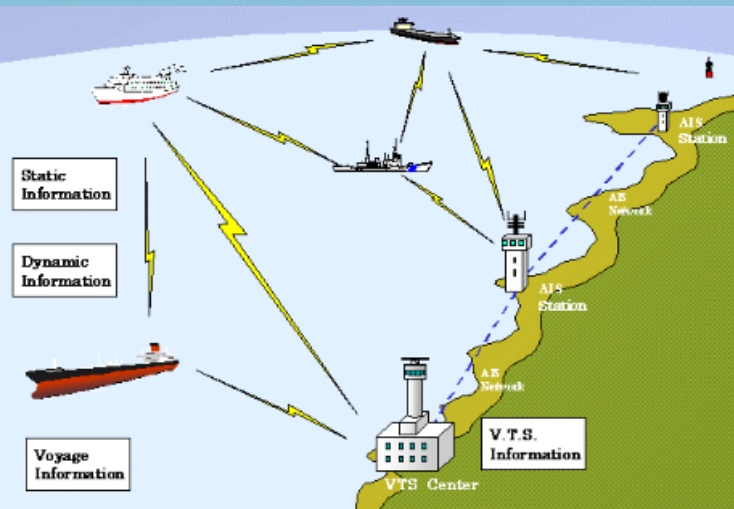 AIS
Station
Static
Information
AIS
Network
Dynamic
Information
AIS
Station
AIS
Network
V.T.S.
Information
Voyage
Information
VTS Center